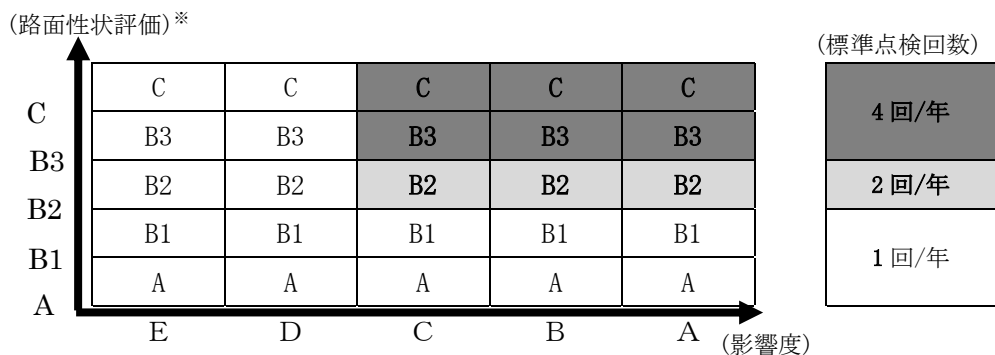 (路面性状評価)※
(標準点検回数)
C C C C C
C
B3 B3 B3 B3 B3
4 回/年
B3
B2 B2 B2 B2 B2
2 回/年
B2
B1 B1 B1 B1 B1
B1
1 回/年
A A A A A
A
E D C B A
(影響度)